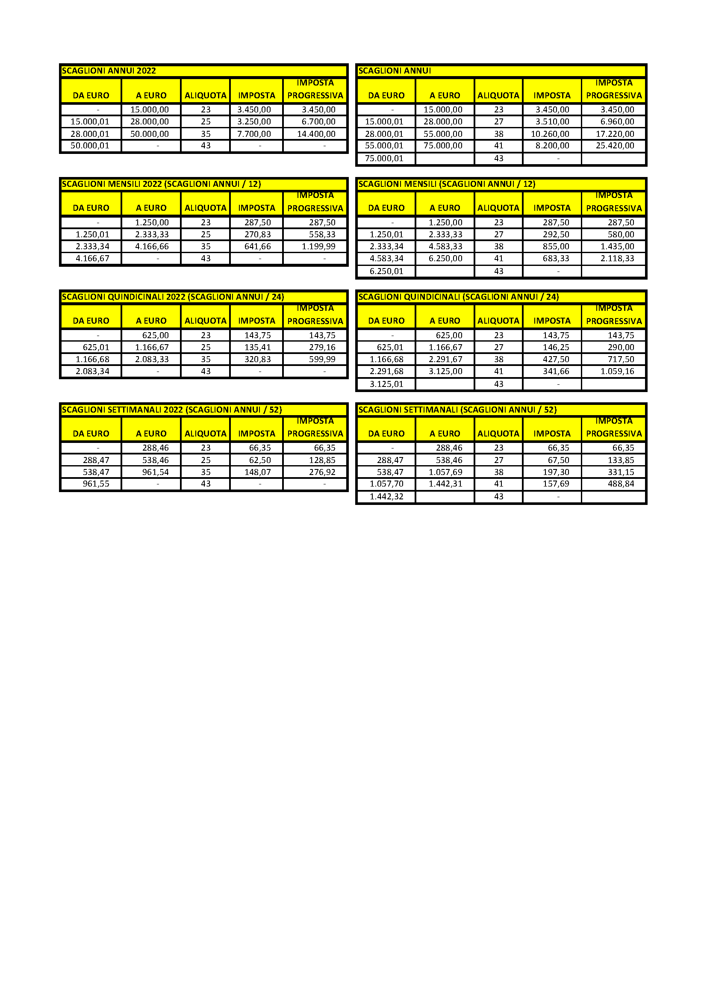 SCAGLIONI ANNUI 2022
DA EURO A EURO ALIQUOTA IMPOSTA IMPOSTA PROGRESSIVA
- 15.000,00 23 3.450,00 3.450,00
15.000,01 28.000,00 25 3.250,00 6.700,00
28.000,01 50.000,00 35 7.700,00 14.400,00
50.000,01 - 43 - -
SCAGLIONI ANNUI
DA EURO A EURO ALIQUOTA IMPOSTA IMPOSTA PROGRESSIVA
- 15.000,00 23 3.450,00 3.450,00
15.000,01 28.000,00 27 3.510,00 6.960,00
28.000,01 55.000,00 38 10.260,00 17.220,00
55.000,01 75.000,00 41 8.200,00 25.420,00
75.000,01 43 -
SCAGLIONI MENSILI 2022 (SCAGLIONI ANNUI / 12)
DA EURO A EURO ALIQUOTA IMPOSTA IMPOSTA PROGRESSIVA
- 1.250,00 23 287,50 287,50
1.250,01 2.333,33 25 270,83 558,33
2.333,34 4.166,66 35 641,66 1.199,99
4.166,67 - 43 - -
SCAGLIONI MENSILI (SCAGLIONI ANNUI / 12)
DA EURO A EURO ALIQUOTA IMPOSTA IMPOSTA PROGRESSIVA
- 1.250,00 23 287,50 287,50
1.250,01 2.333,33 27 292,50 580,00
2.333,34 4.583,33 38 855,00 1.435,00
4.583,34 6.250,00 41 683,33 2.118,33
6.250,01 43 -
SCAGLIONI QUINDICINALI 2022 (SCAGLIONI ANNUI / 24)
DA EURO A EURO ALIQUOTA IMPOSTA IMPOSTA PROGRESSIVA
- 625,00 23 143,75 143,75
625,01 1.166,67 25 135,41 279,16
1.166,68 2.083,33 35 320,83 599,99
2.083,34 - 43 - -
SCAGLIONI QUINDICINALI (SCAGLIONI ANNUI / 24)
DA EURO A EURO ALIQUOTA IMPOSTA IMPOSTA PROGRESSIVA
- 625,00 23 143,75 143,75
625,01 1.166,67 27 146,25 290,00
1.166,68 2.291,67 38 427,50 717,50
2.291,68 3.125,00 41 341,66 1.059,16
3.125,01 43 -
SCAGLIONI SETTIMANALI 2022 (SCAGLIONI ANNUI / 52)
DA EURO A EURO ALIQUOTA IMPOSTA IMPOSTA PROGRESSIVA
- 288,46 23 66,35 66,35
288,47 538,46 25 62,50 128,85
538,47 961,54 35 148,07 276,92
961,55 - 43 - -
SCAGLIONI SETTIMANALI (SCAGLIONI ANNUI / 52)
DA EURO A EURO ALIQUOTA IMPOSTA IMPOSTA PROGRESSIVA
- 288,46 23 66,35 66,35
288,47 538,46 27 67,50 133,85
538,47 1.057,69 38 197,30 331,15
1.057,70 1.442,31 41 157,69 488,84
1.442,32 43 -